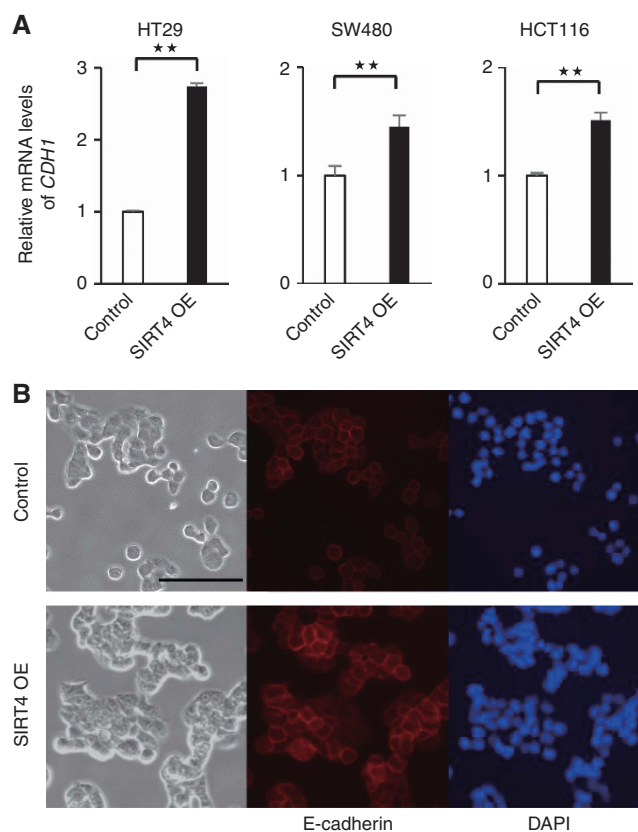 A
HT29
SW480
HCT116
★★
★★
★★
Relative mRNA levels
of CDH1
3
2
1
0
2
1
0
2
1
0
Control
SIRT4 OE
Control
SIRT4 OE
Control
SIRT4 OE
B
Control
SIRT4 OE
E-cadherin
DAPI